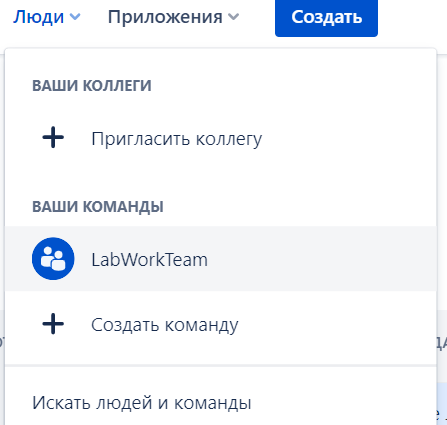 Люди Приложения Создать
ВАШИ КОЛЛЕГИ
Пригласить коллегу
ВАШИ КОМАНДЫ
LabWorkTeam
Создать команду
Искать людей и команды